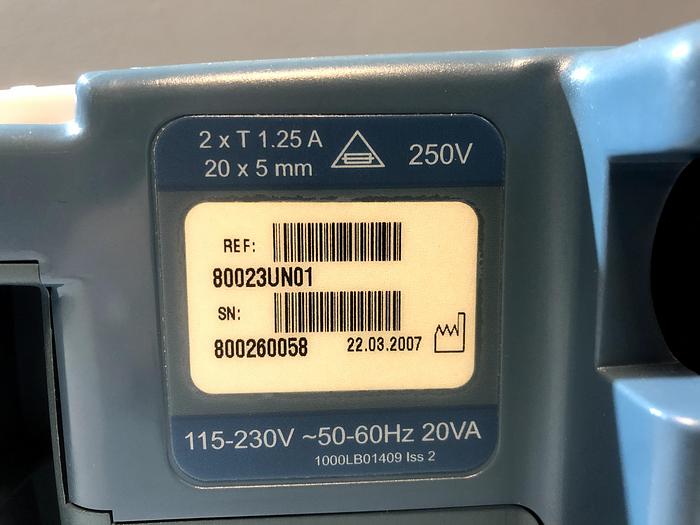 2 x T 1.25 A
20 x 5 mm
250V
REF:
80023UN01
SN:
800260058
22.03.2007
115-230V ~50-60Hz 20VA
1000LB01409 Iss 2